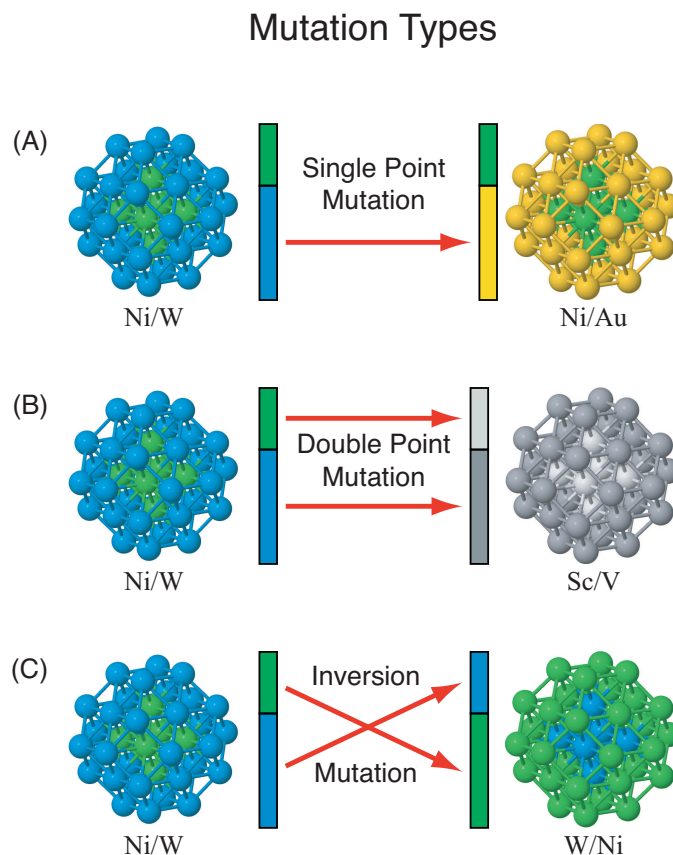 Mutation Types
(A)
Single Point
Mutation
Ni/W
Ni/Au
(B)
Double Point
Mutation
Ni/W
Sc/V
(C)
Inversion
Mutation
Ni/W
W/Ni